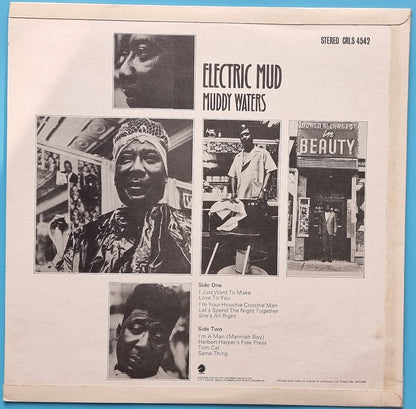 STEREO CRLS 4542
ELECTRIC MUD
MUDDY WATERS
in
BEAUTY
Side One
I Just Want To Make
Love To You
I'm Your Hoochie Coochie Man
Let's Spend The Night Together
She's All Right
Side Two
I'm A Man (Mannish Boy)
Herbert Harper's Free Press
Tom Cat
Same Thing